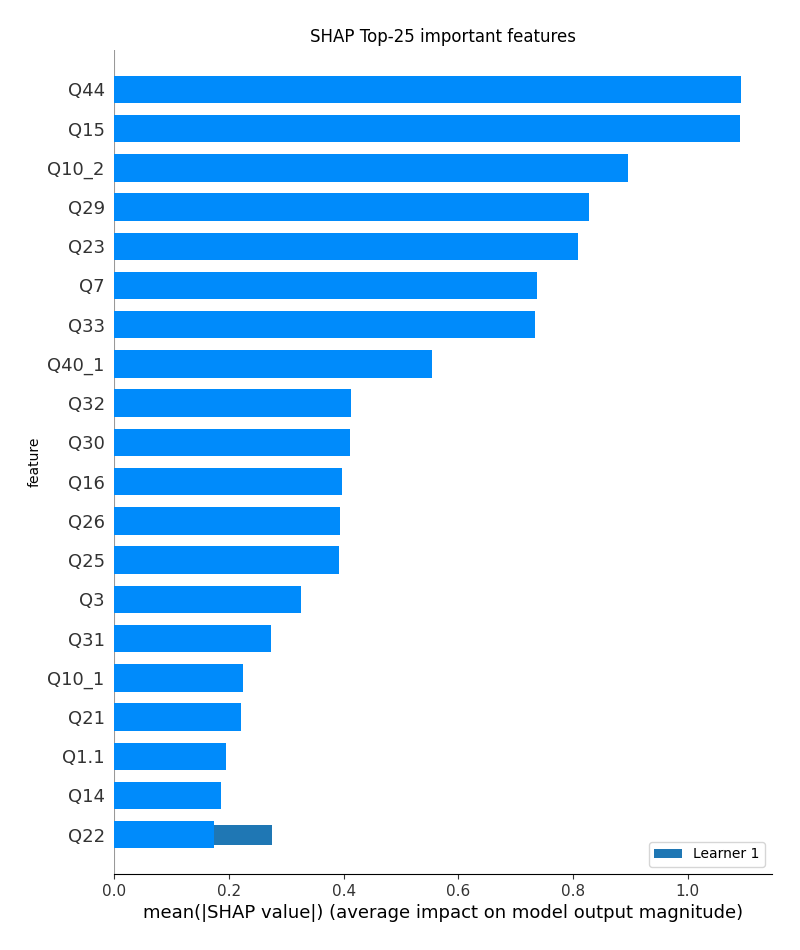 SHAP Top-25 important features
Q44
Q15
Q10_2
Q29
Q23
Q7
Q33
Q40_1
Q32
Q30
Q16
Q26
Q25
Q3
Q31
Q10_1
Q21
Q1.1
Q14
Q22
feature
Learner 1
0.0 0.2 0.4 0.6 0.8 1.0
mean(|SHAP value|) (average impact on model output magnitude)